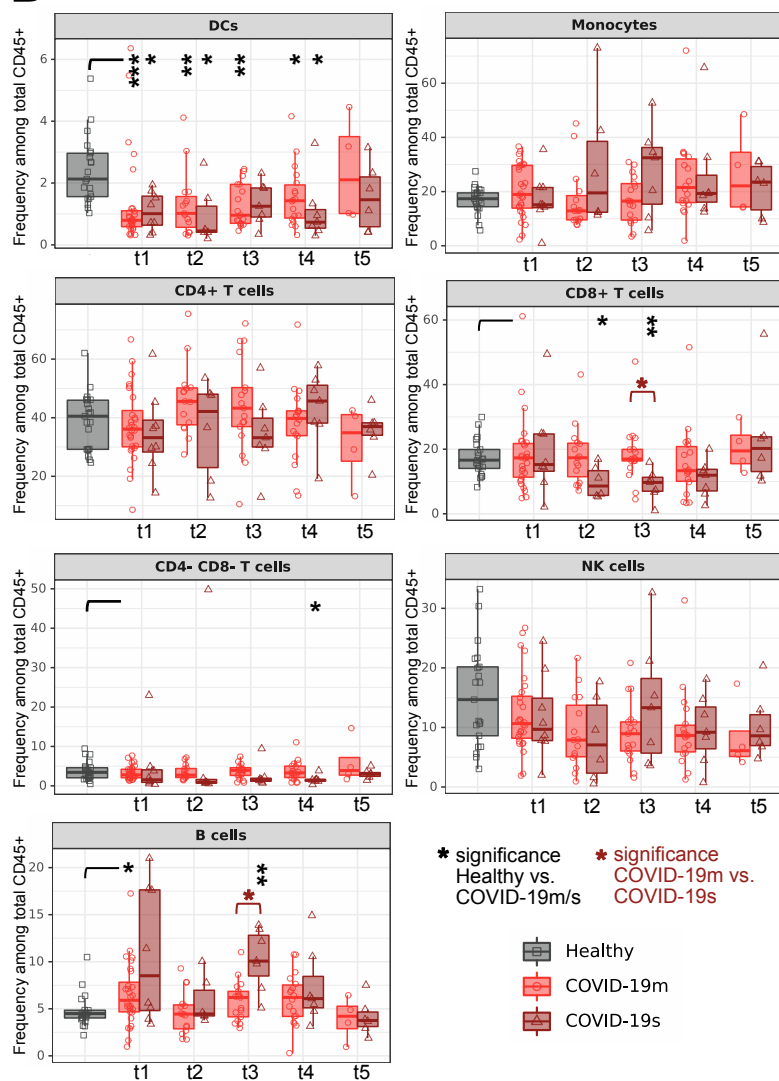 DCs
Frequency among total CD45+
6
4
2
0
*** * ** * ** * *
t1 t2 t3 t4 t5
Monocytes
Frequency among total CD45+
60
40
20
0
t1 t2 t3 t4 t5
CD4+ T cells
Frequency among total CD45+
60
40
20
t1 t2 t3 t4 t5
CD8+ T cells
Frequency among total CD45+
60
40
20
0
* **
*
t1 t2 t3 t4 t5
CD4- CD8- T cells
Frequency among total CD45+
50
40
30
20
10
0
*
t1 t2 t3 t4 t5
NK cells
Frequency among total CD45+
30
20
10
0
t1 t2 t3 t4 t5
B cells
Frequency among total CD45+
20
15
10
5
0
* **
*
t1 t2 t3 t4 t5
* significance
Healthy vs.
COVID-19m/s
* significance
COVID-19m vs.
COVID-19s
Healthy
COVID-19m
COVID-19s